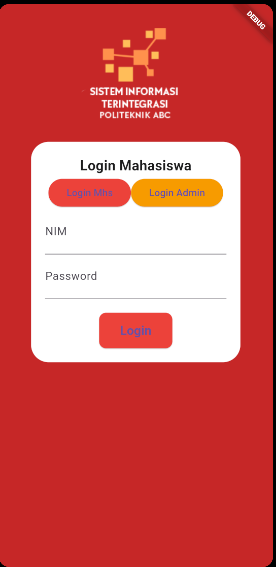 DEBUG
SISTEM INFORMASI
TERINTEGRASI
POLITEKNIK ABC
Login Mahasiswa
Login Mhs Login Admin
NIM
Password
Login